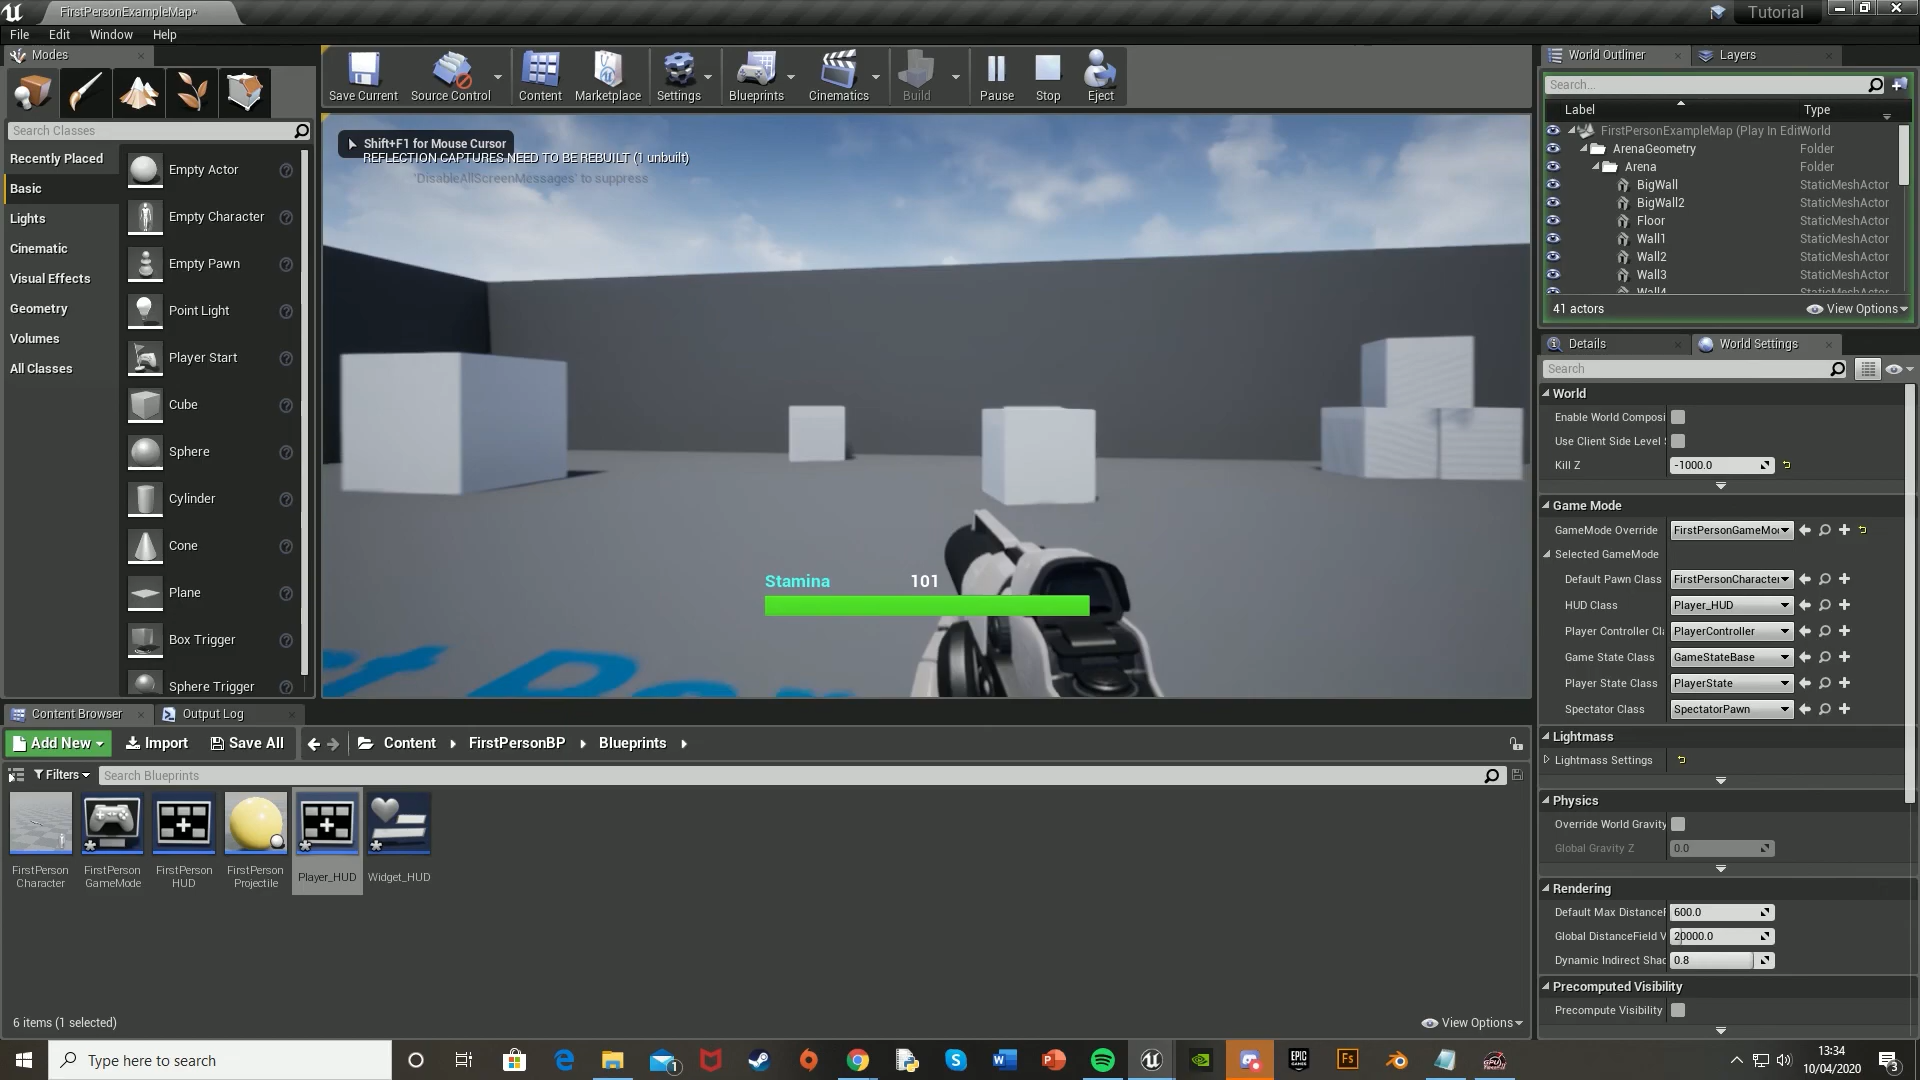 FirstPersonExampleMap*
Tutorial
File Edit Window Help
Modes
Save Current
Source Control
Content
Marketplace
Settings
Blueprints
Cinematics
Build
Pause
Stop
Eject
Search Classes
Recently Placed
Basic
Lights
Cinematic
Visual Effects
Geometry
Volumes
All Classes
Empty Actor
Empty Character
Empty Pawn
Point Light
Player Start
Cube
Sphere
Cylinder
Cone
Plane
Box Trigger
Sphere Trigger
Shift+F1 for Mouse Cursor
REFLECTION CAPTURES NEED TO BE REBUILT (1 unbuilt)
'DisableAllScreenMessages' to suppress
Stamina 101
World Outliner
Layers
Search...
Label Type
FirstPersonExampleMap (Play In Edit World
ArenaGeometry Folder
Arena Folder
BigWall StaticMeshActor
BigWall2 StaticMeshActor
Floor StaticMeshActor
Wall1 StaticMeshActor
Wall2 StaticMeshActor
Wall3 StaticMeshActor
Wall4 StaticMeshActor
41 actors
View Options
Details
World Settings
Search
World
Enable World Composi
Use Client Side Level
Kill Z -1000.0
Game Mode
GameMode Override FirstPersonGameMo
Selected GameMode
Default Pawn Class FirstPersonCharacter
HUD Class Player_HUD
Player Controller Cl PlayerController
Game State Class GameStateBase
Player State Class PlayerState
Spectator Class SpectatorPawn
Lightmass
Lightmass Settings
Physics
Override World Gravity
Global Gravity Z 0.0
Rendering
Default Max DistanceF 600.0
Global DistanceField V 20000.0
Dynamic Indirect Shad 0.8
Precomputed Visibility
Precompute Visibility
Content Browser
Output Log
Add New
Import
Save All
Content
FirstPersonBP
Blueprints
Filters
Search Blueprints
FirstPerson
Character
FirstPerson
GameMode
FirstPerson
HUD
FirstPerson
Projectile
Player_HUD
Widget_HUD
6 items (1 selected)
View Options
Type here to search
1
EPIC
GAMES
Fs
13:34
10/04/2020
3